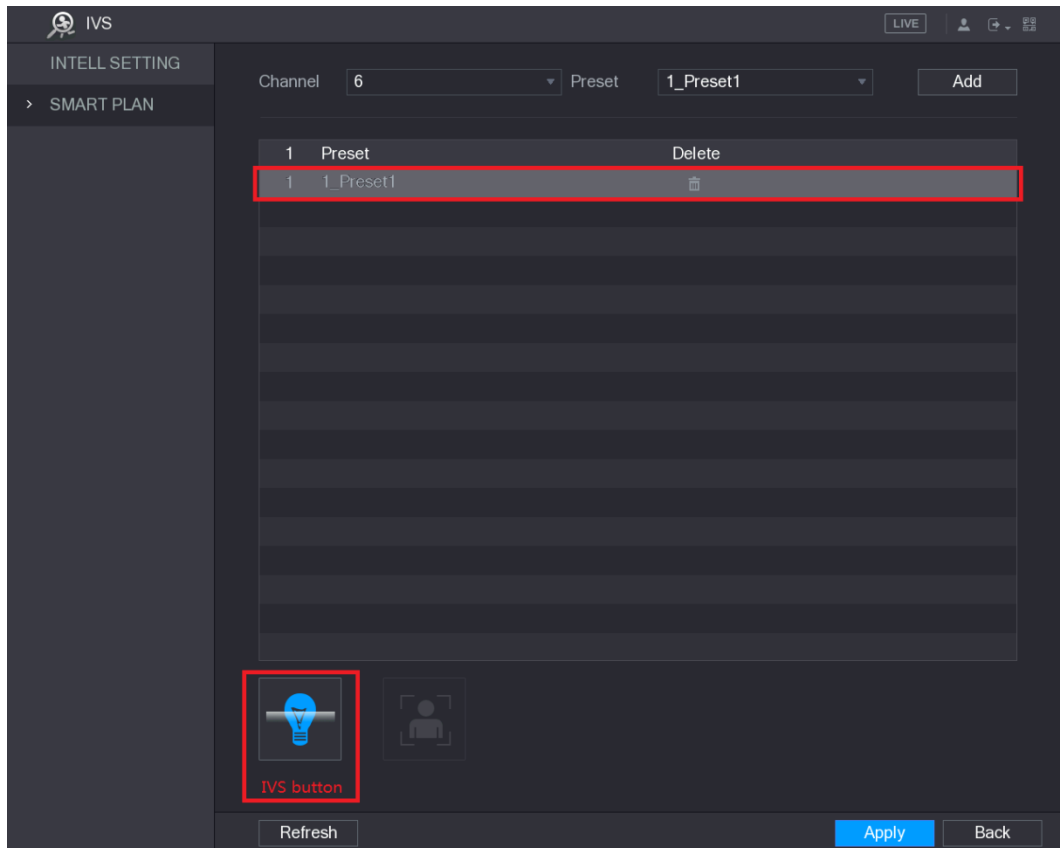 IVS
LIVE
INTELL SETTING
> SMART PLAN
Channel 6 Preset 1_Preset1 Add
1 Preset Delete
1 1_Preset1
IVS button
Refresh Apply Back